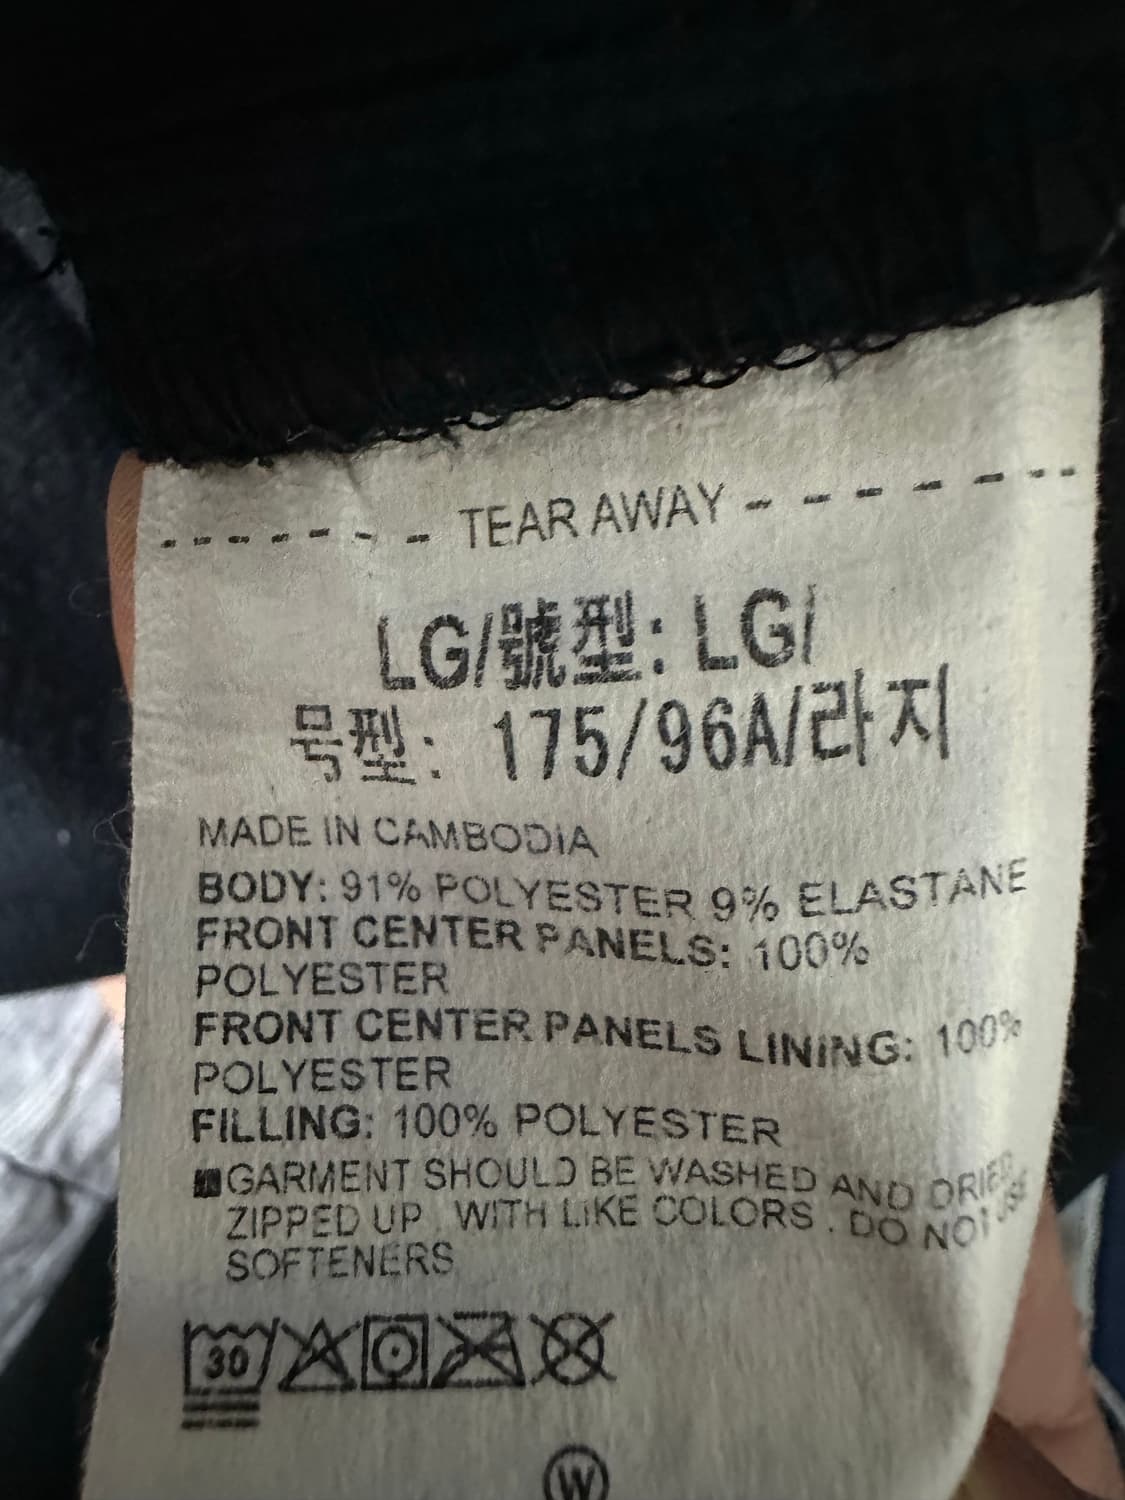 TEAR AWAY
LG/號型: LG/
号型: 175/96A/라지
MADE IN CAMBODIA
BODY: 91% POLYESTER 9% ELASTANE
FRONT CENTER PANELS: 100%
POLYESTER
FRONT CENTER PANELS LINING: 100%
POLYESTER
FILLING: 100% POLYESTER
GARMENT SHOULD BE WASHED AND DRIED
ZIPPED UP . WITH LIKE COLORS . DO NOT USE
SOFTENERS
30
W